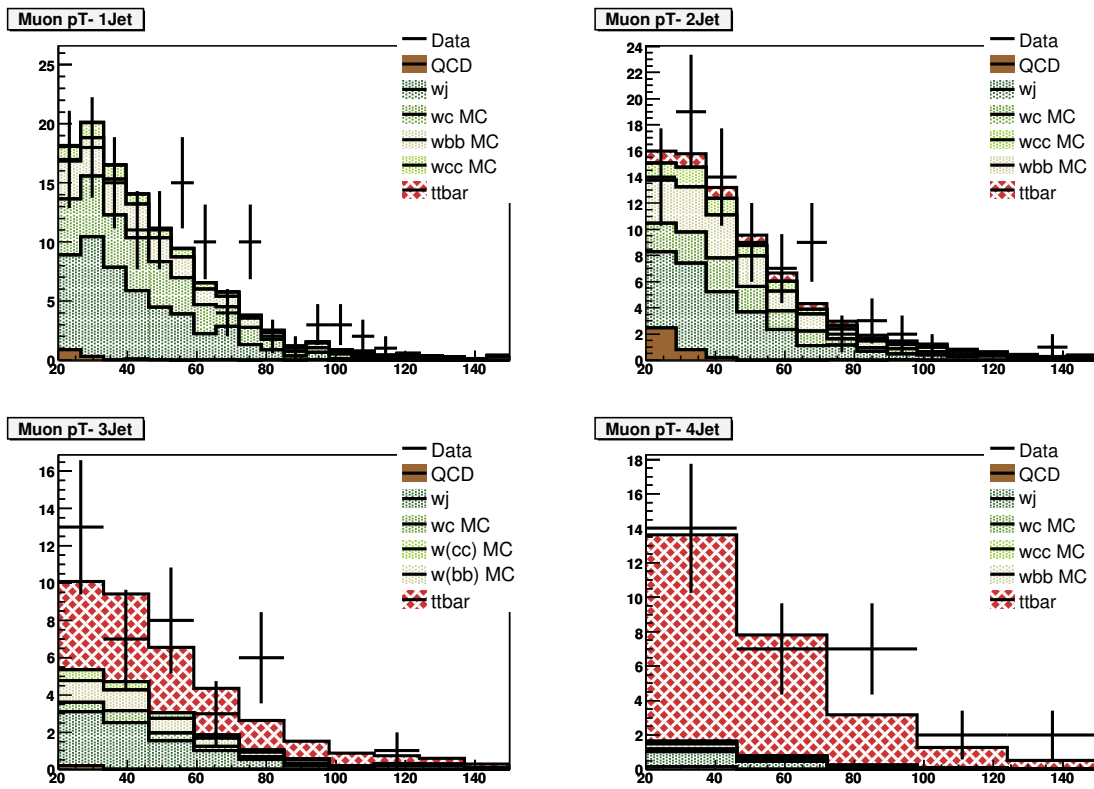 Muon pT- 1Jet
Data
QCD
wj
wc MC
wbb MC
wcc MC
ttbar
25
20
15
10
5
0
20 40 60 80 100 120 140
Muon pT- 2Jet
Data
QCD
wj
wc MC
wcc MC
wbb MC
ttbar
24
22
20
18
16
14
12
10
8
6
4
2
0
20 40 60 80 100 120 140
Muon pT- 3Jet
Data
QCD
wj
wc MC
w(cc) MC
w(bb) MC
ttbar
16
14
12
10
8
6
4
2
0
20 40 60 80 100 120 140
Muon pT- 4Jet
Data
QCD
wj
wc MC
wcc MC
wbb MC
ttbar
18
16
14
12
10
8
6
4
2
0
20 40 60 80 100 120 140